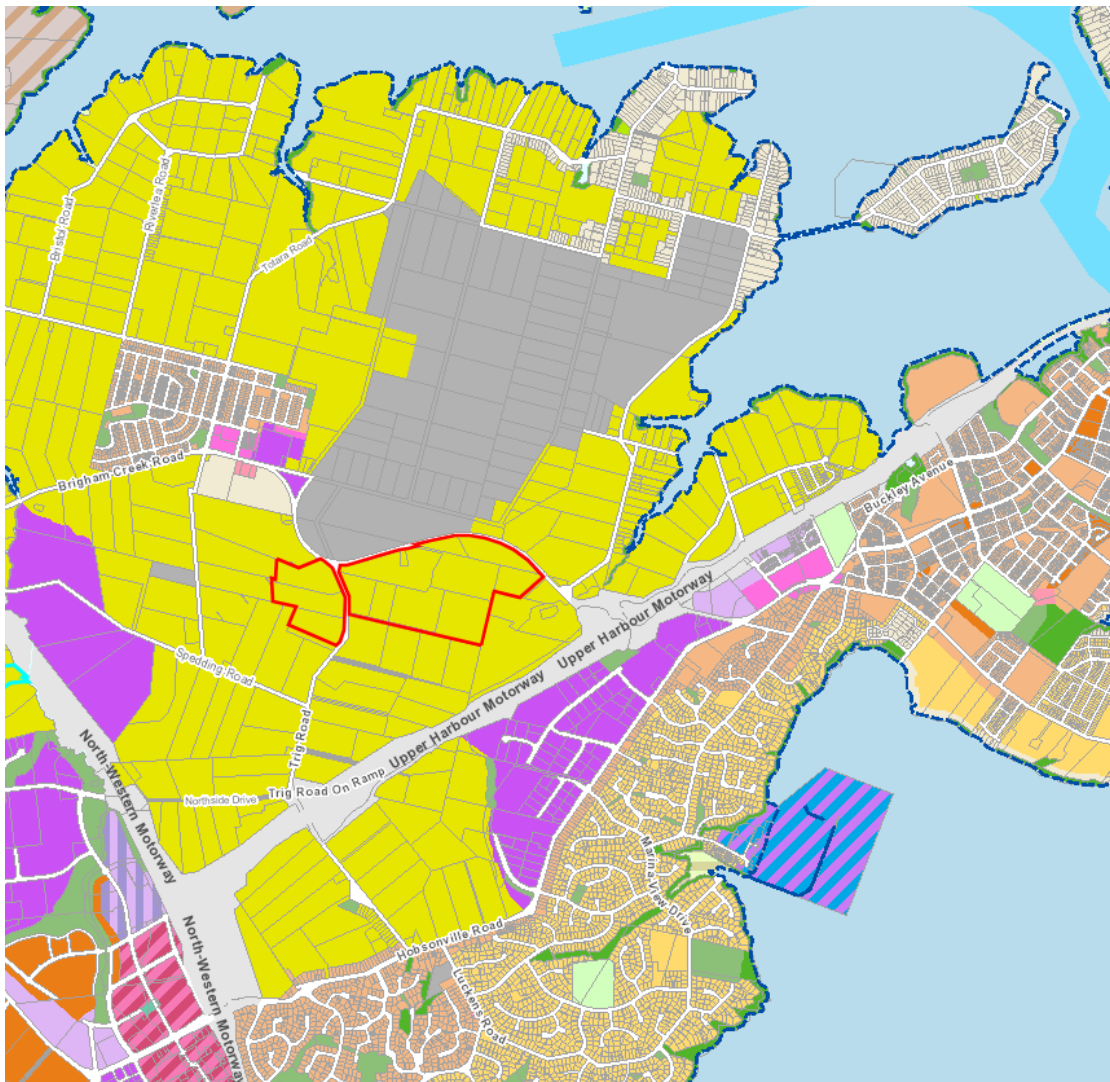 Bristol Road
Riverlea Road
Totara Road
Brigham Creek Road
Buckley Avenue
Spedding Road
Upper Harbour Motorway
Upper Harbour Motorway
Trig Road
North-Western Motorway
Northside Drive
Trig Road On Ramp
Marina View Drive
Hobsonville Road
North-Western Motorway
Luckens Road